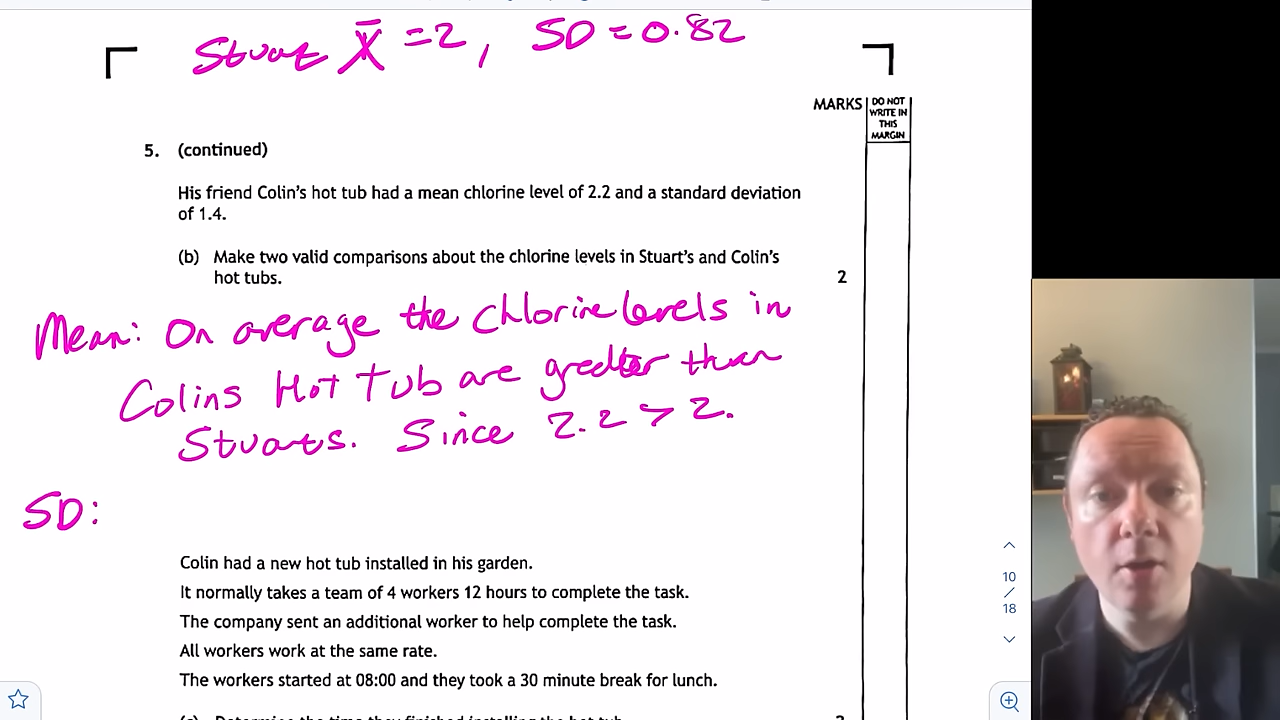 Stuart X̄ = 2, SD = 0.82
MARKS
DO NOT
WRITE IN
THIS
MARGIN
5. (continued)
His friend Colin's hot tub had a mean chlorine level of 2.2 and a standard deviation
of 1.4.
(b) Make two valid comparisons about the chlorine levels in Stuart's and Colin's
hot tubs.
2
Mean: On average the chlorine levels in
Colins Hot Tub are greater than
Stuarts. Since 2.2 > 2.
SD:
Colin had a new hot tub installed in his garden.
It normally takes a team of 4 workers 12 hours to complete the task.
The company sent an additional worker to help complete the task.
All workers work at the same rate.
The workers started at 08:00 and they took a 30 minute break for lunch.
10
/
18